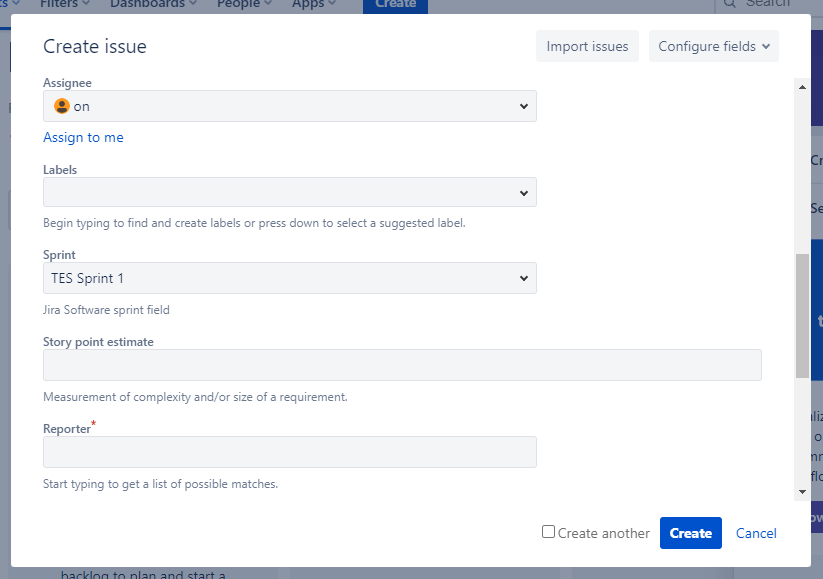 Filters Dashboards People Apps Create Search
Create issue Import issues Configure fields
Assignee
on
Assign to me
Labels
Begin typing to find and create labels or press down to select a suggested label.
Sprint
TES Sprint 1
Jira Software sprint field
Story point estimate
Measurement of complexity and/or size of a requirement.
Reporter*
Start typing to get a list of possible matches.
Create another Create Cancel
backlog to plan and start a